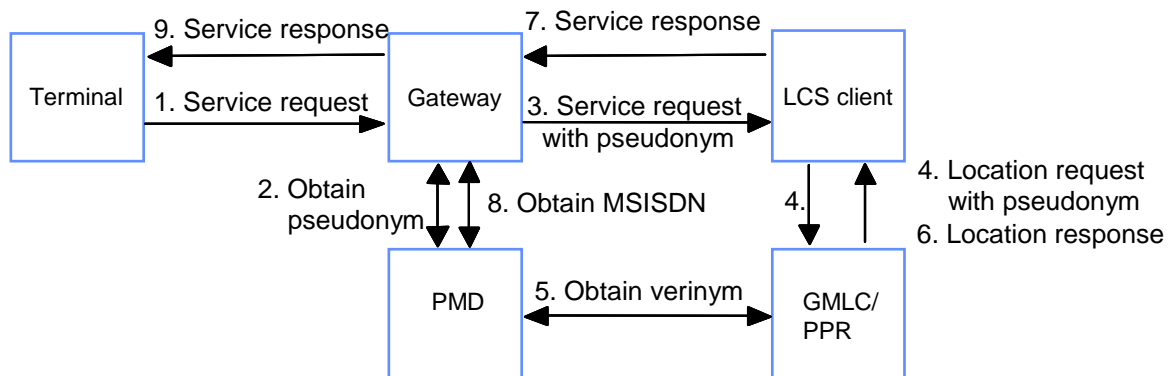 9. Service response
7. Service response
Terminal
Gateway
LCS client
1. Service request
3. Service request
with pseudonym
2. Obtain
pseudonym
8. Obtain MSISDN
4.
4. Location request
with pseudonym
6. Location response
PMD
5. Obtain verinym
GMLC/
PPR